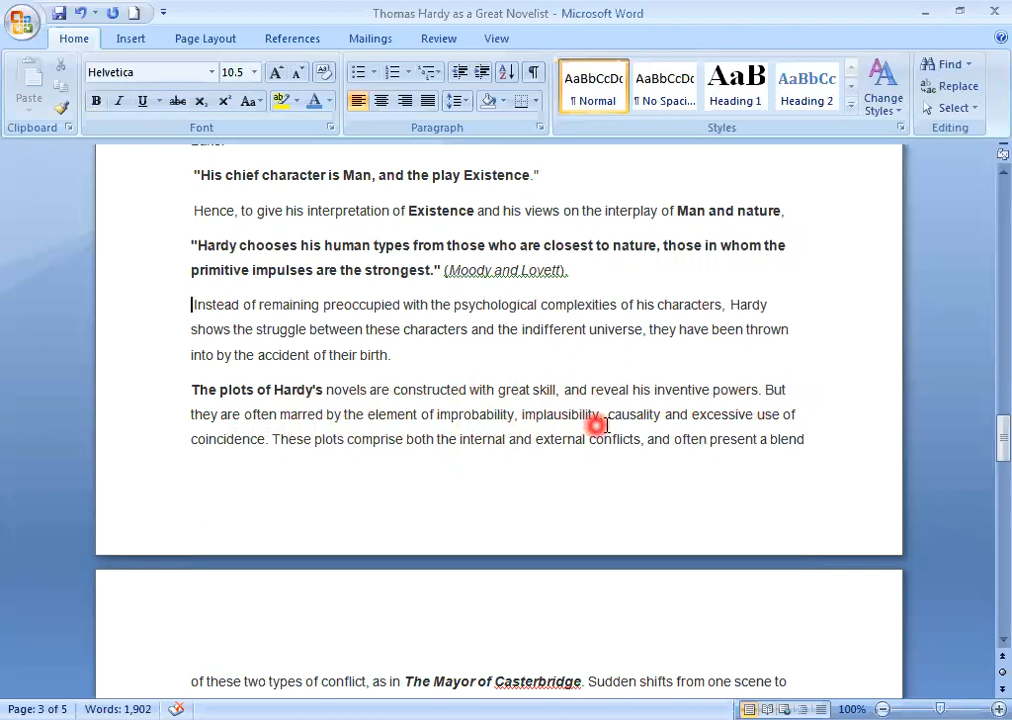 Thomas Hardy as a Great Novelist - Microsoft Word
Home Insert Page Layout References Mailings Review View
Paste
Clipboard
Helvetica 10.5
Font
Paragraph
AaBbCcDc AaBbCcDc AaB AaBbCc
¶ Normal ¶ No Spaci... Heading 1 Heading 2
Change Styles
Styles
Find
Replace
Select
Editing
"His chief character is Man, and the play Existence."
Hence, to give his interpretation of Existence and his views on the interplay of Man and nature,
"Hardy chooses his human types from those who are closest to nature, those in whom the
primitive impulses are the strongest." (Moody and Lovett).
Instead of remaining preoccupied with the psychological complexities of his characters, Hardy
shows the struggle between these characters and the indifferent universe, they have been thrown
into by the accident of their birth.
The plots of Hardy's novels are constructed with great skill, and reveal his inventive powers. But
they are often marred by the element of improbability, implausibility, causality and excessive use of
coincidence. These plots comprise both the internal and external conflicts, and often present a blend
of these two types of conflict, as in The Mayor of Casterbridge. Sudden shifts from one scene to
Page: 3 of 5 Words: 1,902 100%